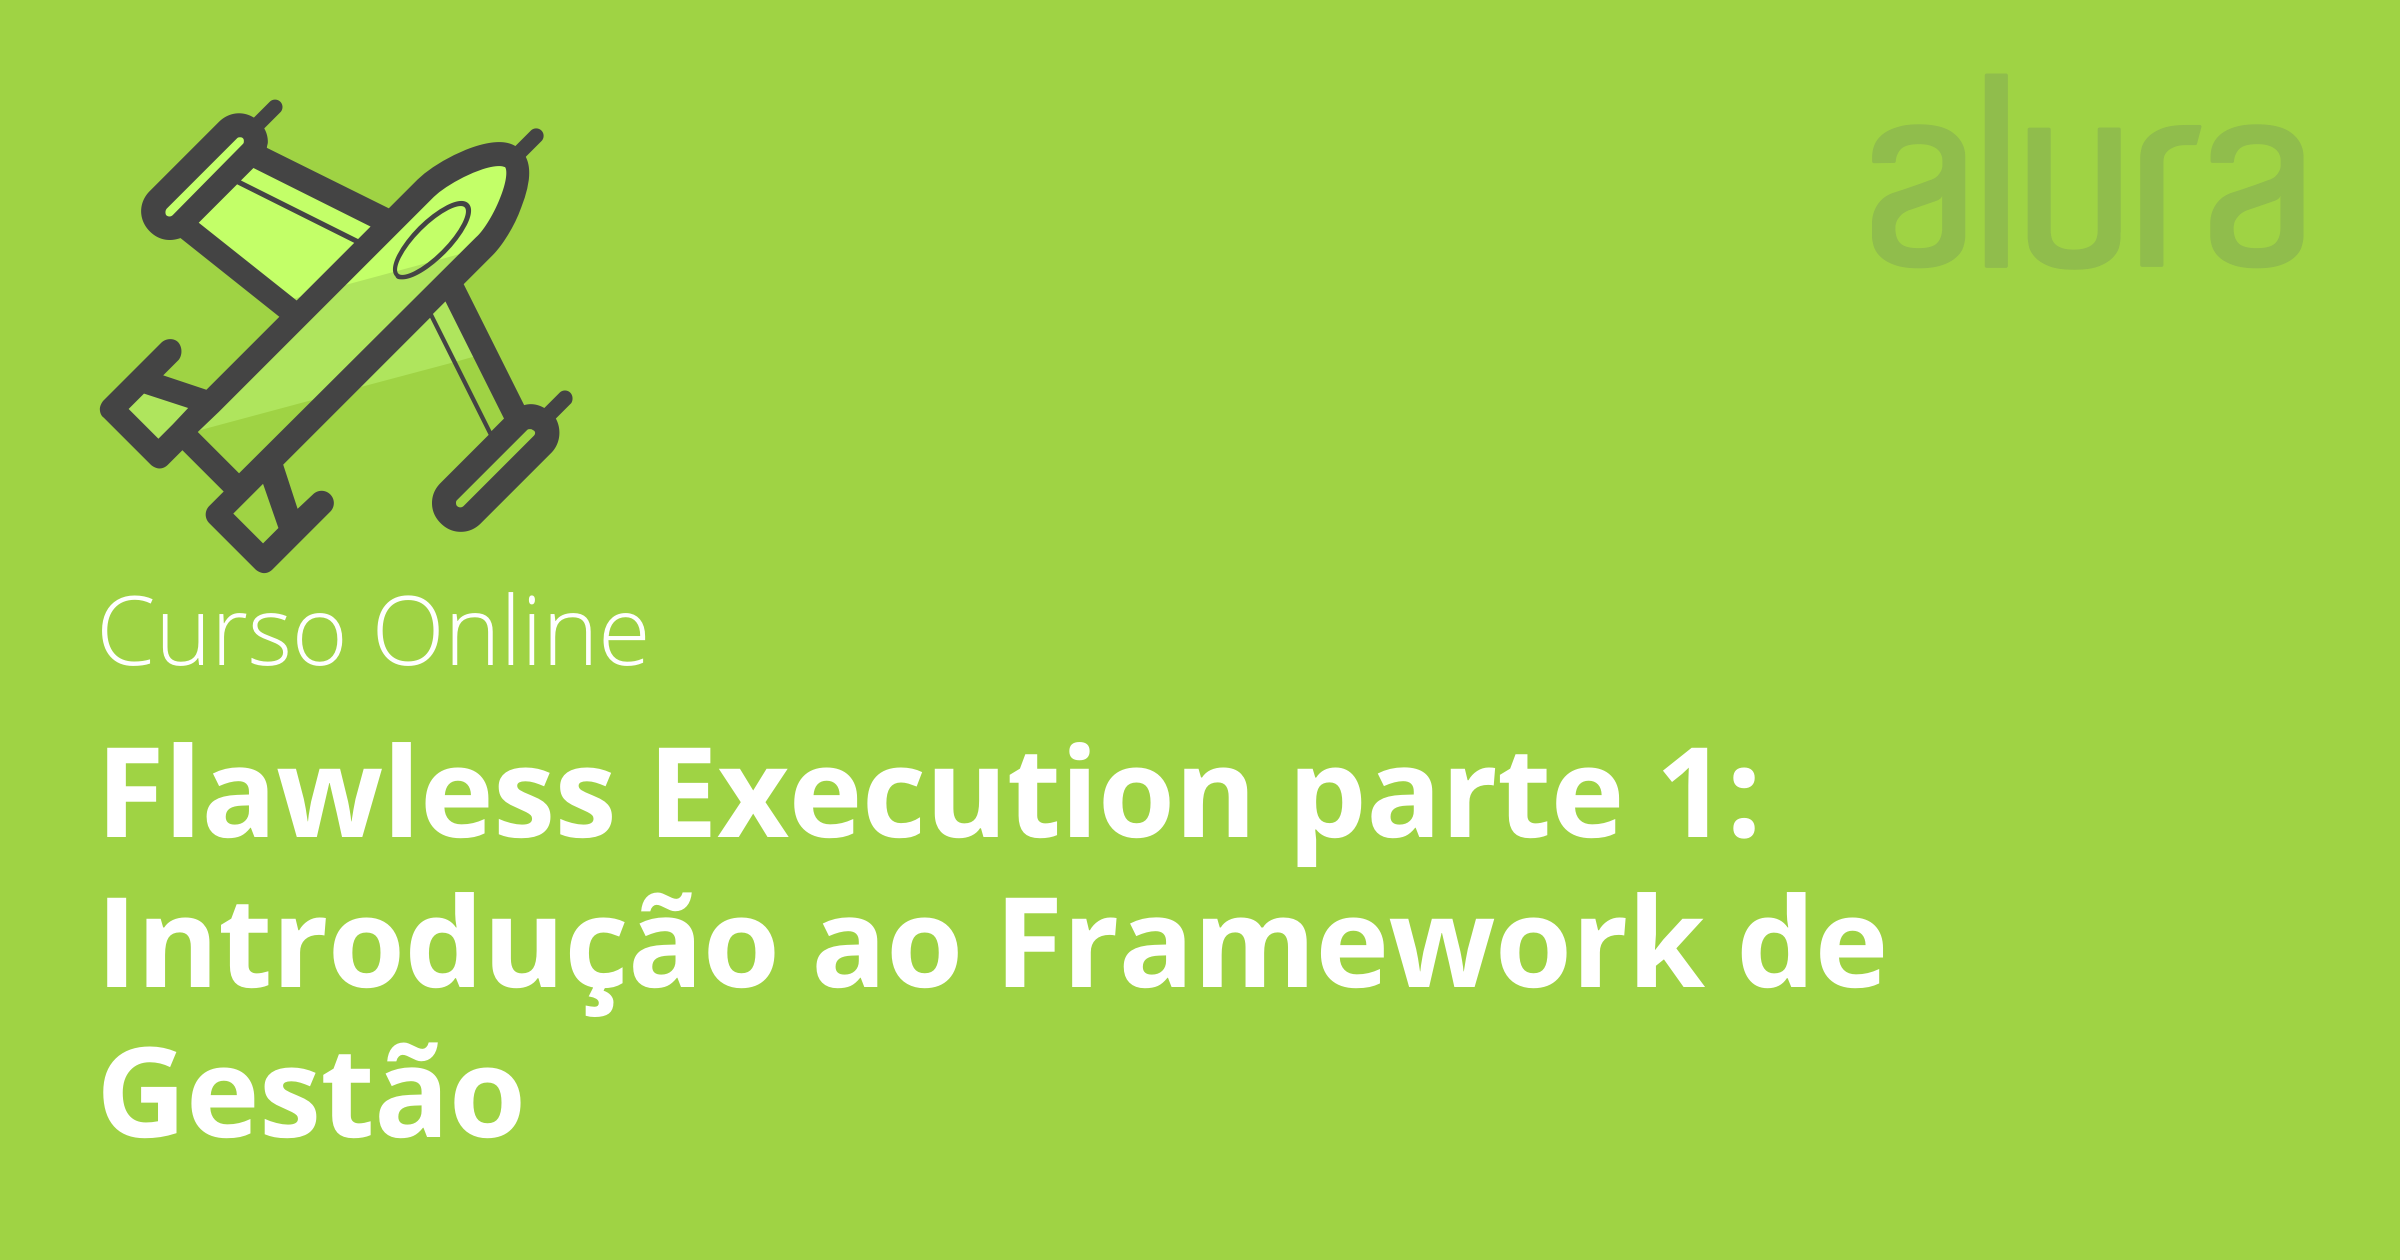 alura
Curso Online
Flawless Execution parte 1:
Introdução ao Framework de
Gestão